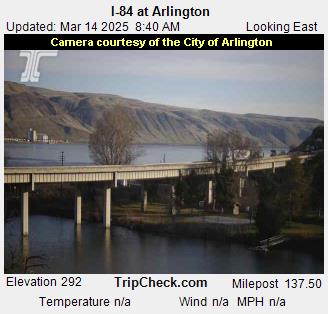 I-84 at Arlington
Updated: Mar 14 2025 8:40 AM Looking East
Camera courtesy of the City of Arlington
Elevation 292 TripCheck.com Milepost 137.50
Temperature n/a Wind n/a MPH n/a